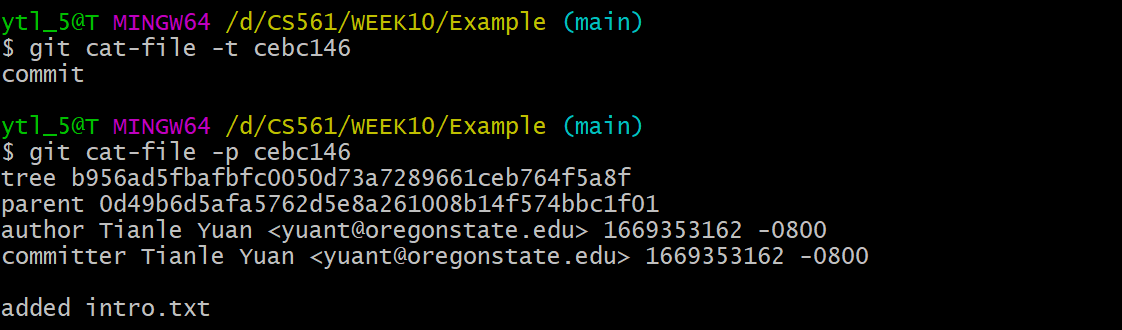 ytl_5@T MINGW64 /d/CS561/WEEK10/Example (main)
$ git cat-file -t cebc146
commit
ytl_5@T MINGW64 /d/CS561/WEEK10/Example (main)
$ git cat-file -p cebc146
tree b956ad5fbafbfc0050d73a7289661ceb764f5a8f
parent 0d49b6d5afa5762d5e8a261008b14f574bbc1f01
author Tianle Yuan <yuant@oregonstate.edu> 1669353162 -0800
committer Tianle Yuan <yuant@oregonstate.edu> 1669353162 -0800
added intro.txt